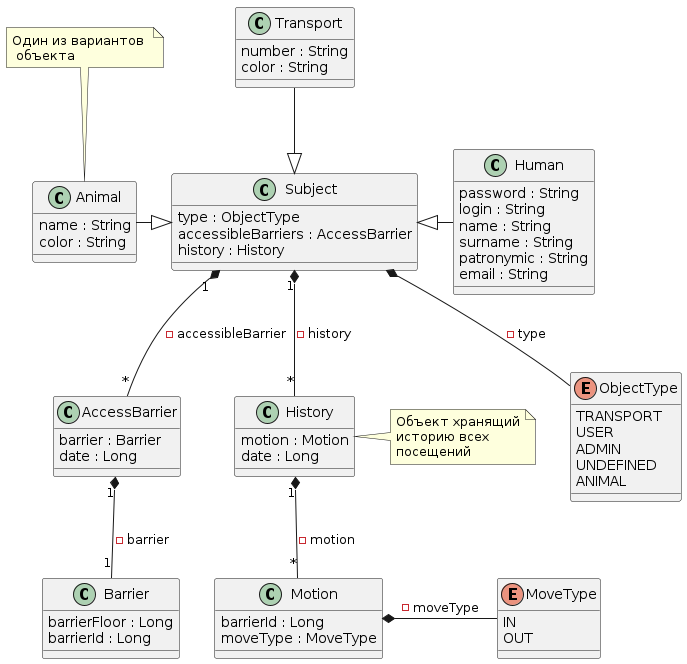 Transport
number : String
color : String
Один из вариантов
объекта
Animal
name : String
color : String
Subject
type : ObjectType
accessibleBarriers : AccessBarrier
history : History
Human
password : String
login : String
name : String
surname : String
patronymic : String
email : String
1
1
accessibleBarrier
history
type
*
*
ObjectType
TRANSPORT
USER
ADMIN
UNDEFINED
ANIMAL
AccessBarrier
barrier : Barrier
date : Long
History
motion : Motion
date : Long
Объект хранящий
историю всех
посещений
1
1
barrier
motion
1
*
Barrier
barrierFloor : Long
barrierId : Long
Motion
barrierId : Long
moveType : MoveType
moveType
MoveType
IN
OUT
C
C
C
C
C
C
C
C
E
E